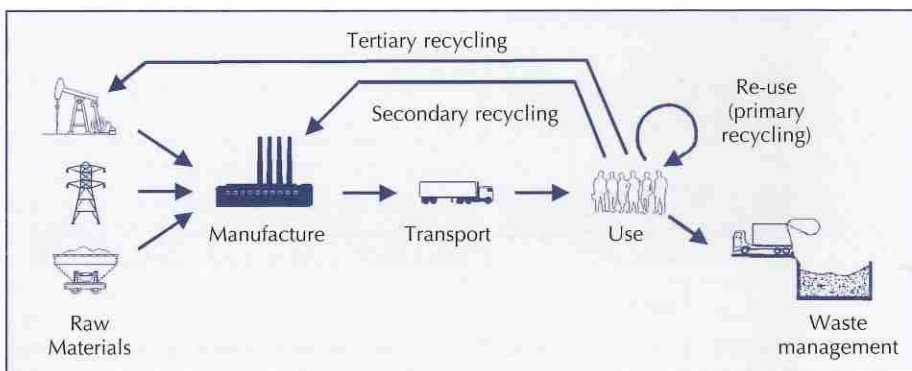 Tertiary recycling
Secondary recycling
Re-use
(primary
recycling)
Manufacture
Transport
Use
Raw
Materials
Waste
management